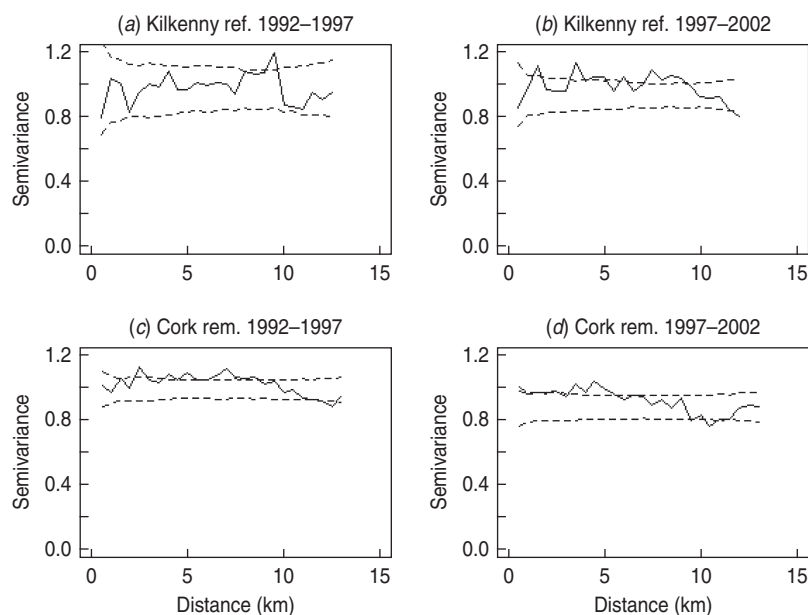 (a) Kilkenny ref. 1992–1997
(b) Kilkenny ref. 1997–2002
1.2
0.8
0.4
0.0
Semivariance
0 5 10 15
1.2
0.8
0.4
0.0
Semivariance
0 5 10 15
(c) Cork rem. 1992–1997
(d) Cork rem. 1997–2002
1.2
0.8
0.4
0.0
Semivariance
0 5 10 15
Distance (km)
1.2
0.8
0.4
0.0
Semivariance
0 5 10 15
Distance (km)